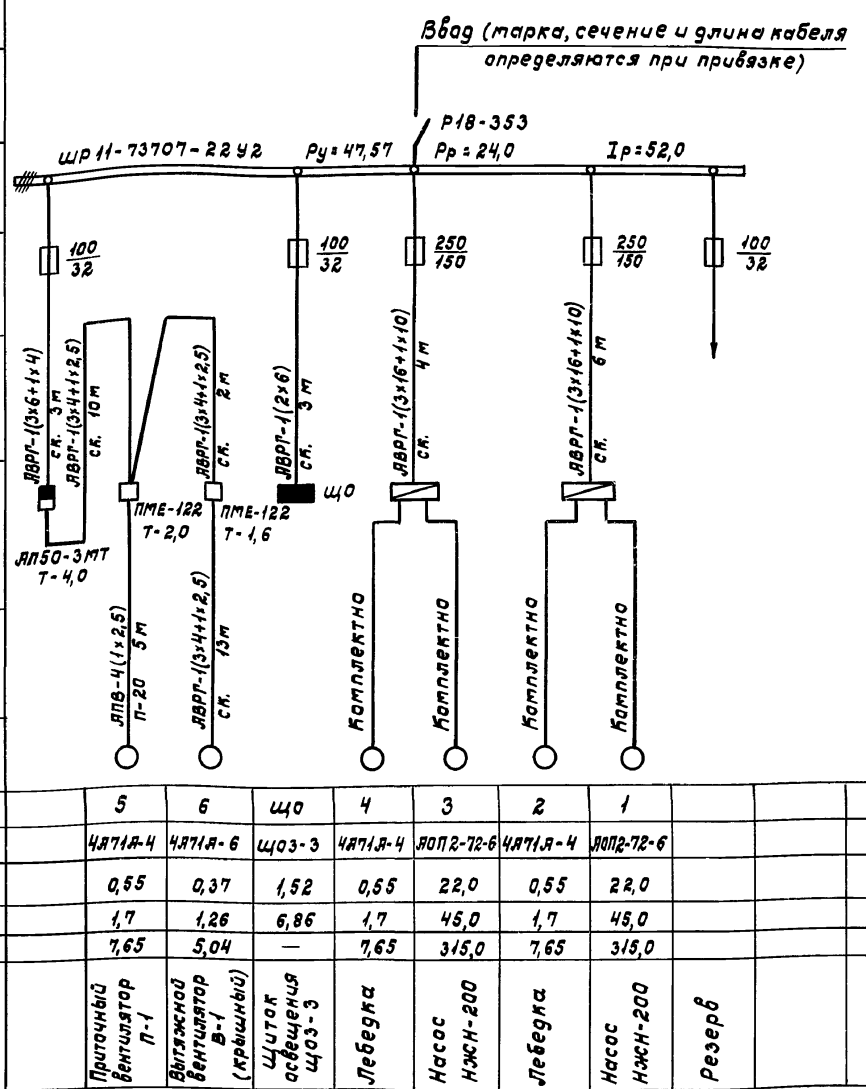 Ввод (марка, сечение и длина кабеля
определяются при привязке)
Р18-353
ШР 11-73707-22У2 Ру=47,57 Рр=24,0 Iр=52,0
100
32
100
32
250
150
250
150
100
32
АВРГ-1(3х6+1х4)
ск. 3м
АВРГ-1(3х4+1х2,5)
ск. 10м
АВРГ-1(3х4+1х2,5)
ск. 2м
АВРГ-1(2х6)
ск. 3м
АВРГ-1(3х16+1х10)
ск. 4м
АВРГ-1(3х16+1х10)
ск. 6м
ЩО
ПМЕ-122
Т-2,0
ПМЕ-122
Т-1,6
АП50-3МТ
Т-4,0
АПВ-4(1х2,5)
П-20 5м
АВРГ-1(3х4+1х2,5)
ск. 13м
Комплектно
Комплектно
Комплектно
Комплектно
5 6 ЩО 4 3 2 1
4А71А-4 4А71А-6 ЩОЗ-3 4А71А-4 АОП2-72-6 4А71А-4 АОП2-72-6
0,55 0,37 1,52 0,55 22,0 0,55 22,0
1,7 1,26 6,86 1,7 45,0 1,7 45,0
7,65 5,04 — 7,65 315,0 7,65 315,0
Приточный
вентилятор
П-1
Вытяжной
вентилятор
В-1
(крышный)
Щиток
освещения
ЩОЗ-3
Лебедка
Насос
НЖН-200
Лебедка
Насос
НЖН-200
Резерв